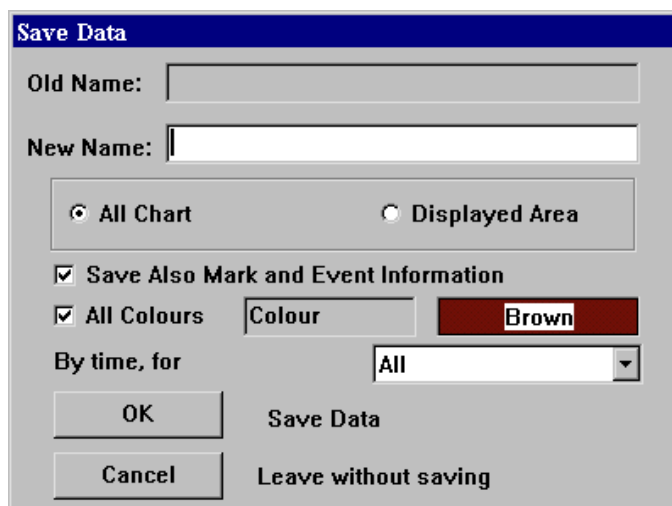 Save Data
Old Name:
New Name:
All Chart Displayed Area
Save Also Mark and Event Information
All Colours Colour Brown
By time, for All
OK Save Data
Cancel Leave without saving